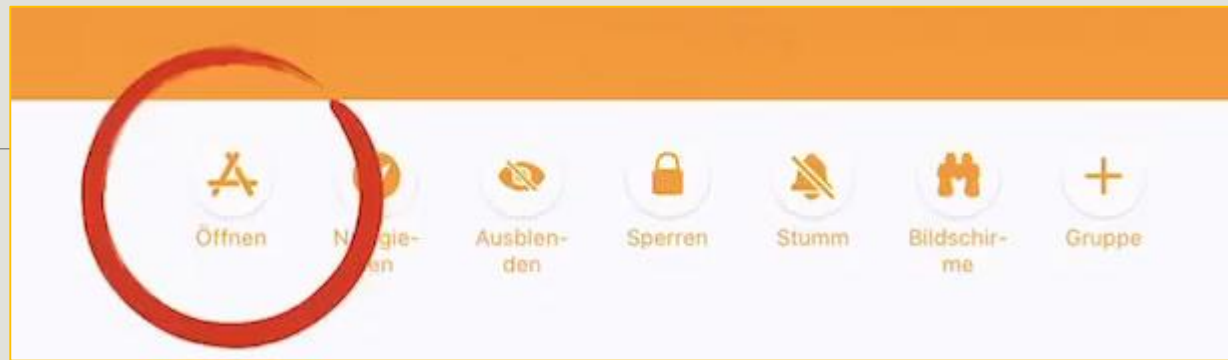 Öffnen
Ausblen-
den
Sperren
Stumm
Bildschir-
me
Gruppe